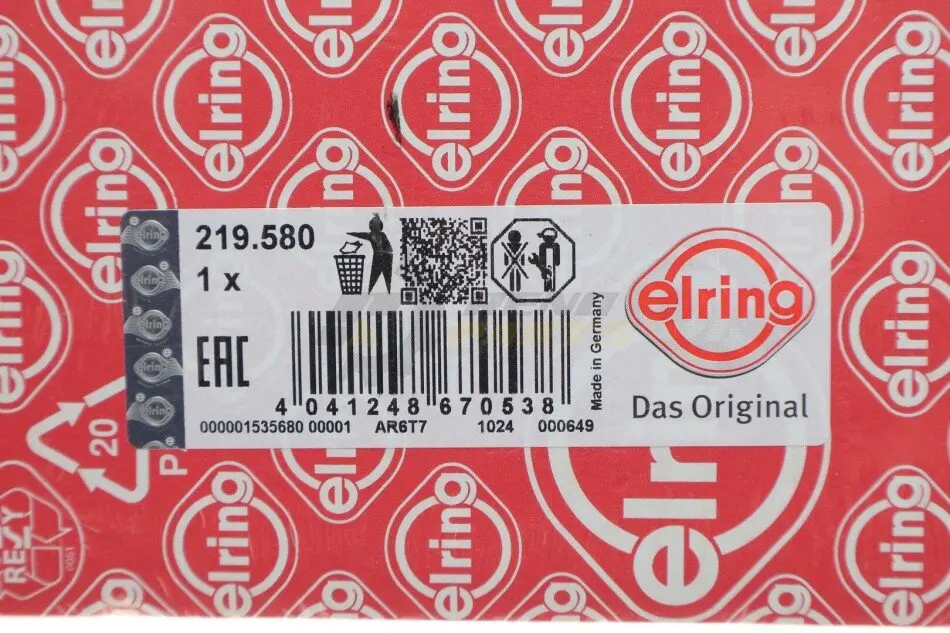 219.580
1 x
EAC
4 041248 670538
000001535680 00001 AR6T7 1024 000649
Made in Germany
elring
Das Original
20
elring